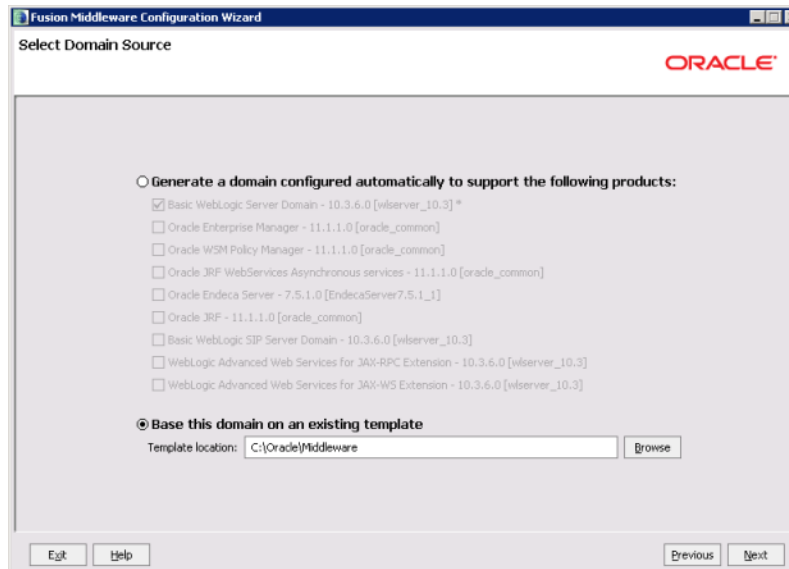 Fusion Middleware Configuration Wizard
Select Domain Source
ORACLE
Generate a domain configured automatically to support the following products:
Basic WebLogic Server Domain - 10.3.6.0 [wlserver_10.3] *
Oracle Enterprise Manager - 11.1.1.0 [oracle_common]
Oracle WSM Policy Manager - 11.1.1.0 [oracle_common]
Oracle JRF WebServices Asynchronous services - 11.1.1.0 [oracle_common]
Oracle Endeca Server - 7.5.1.0 [EndecaServer7.5.1_1]
Oracle JRF - 11.1.1.0 [oracle_common]
Basic WebLogic SIP Server Domain - 10.3.6.0 [wlserver_10.3]
WebLogic Advanced Web Services for JAX-RPC Extension - 10.3.6.0 [wlserver_10.3]
WebLogic Advanced Web Services for JAX-WS Extension - 10.3.6.0 [wlserver_10.3]
Base this domain on an existing template
Template location: C:\Oracle\Middleware Browse
Exit Help Previous Next